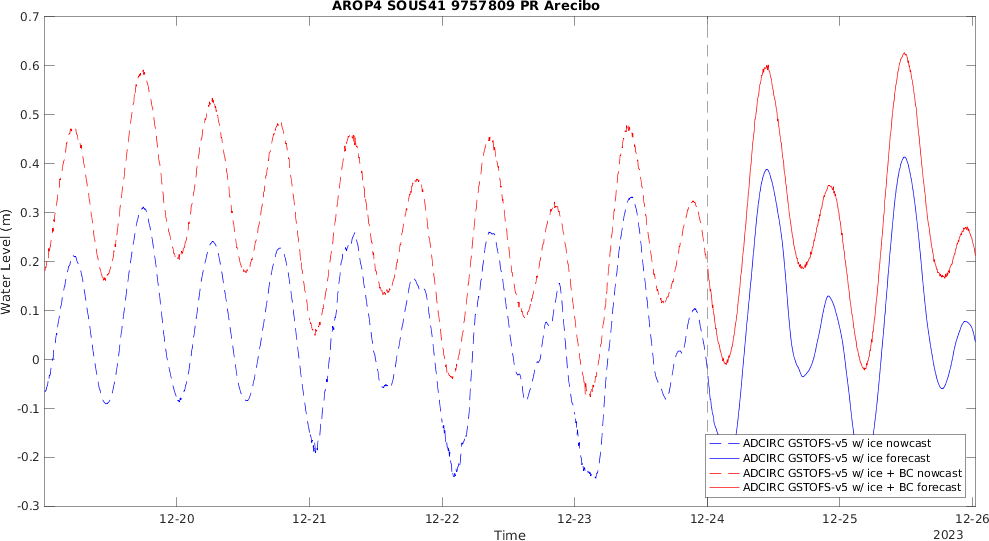 AROP4 SOUS41 9757809 PR Arecibo
0.7
0.6
0.5
0.4
0.3
0.2
0.1
0
-0.1
-0.2
-0.3
Water Level (m)
ADCIRC GSTOFS-v5 w/ ice nowcast
ADCIRC GSTOFS-v5 w/ ice forecast
ADCIRC GSTOFS-v5 w/ ice + BC nowcast
ADCIRC GSTOFS-v5 w/ ice + BC forecast
12-20 12-21 12-22 12-23 12-24 12-25 12-26
Time
2023